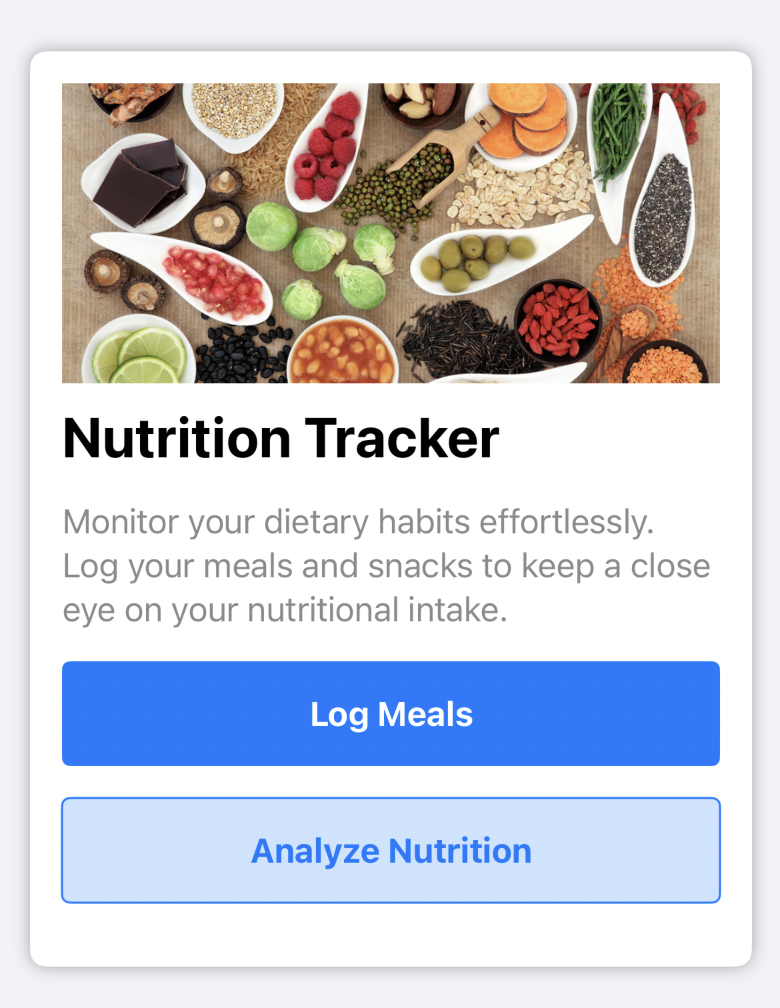 Nutrition Tracker
Monitor your dietary habits effortlessly.
Log your meals and snacks to keep a close
eye on your nutritional intake.
Log Meals
Analyze Nutrition